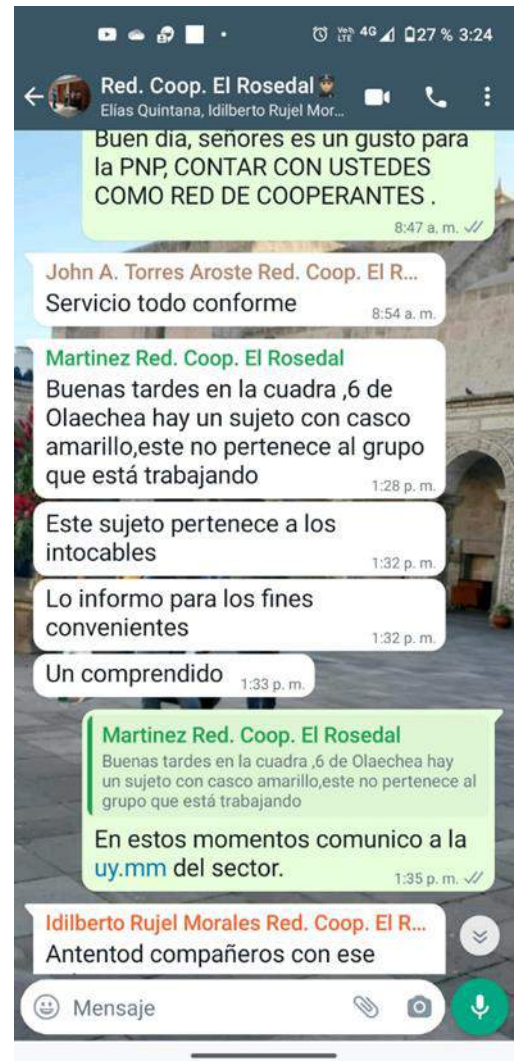 4G 27 % 3:24
Red. Coop. El Rosedal
Elias Quintana, Idilberto Rujel Mor...
Buen dia, señores es un gusto para
la PNP, CONTAR CON USTEDES
COMO RED DE COOPERANTES .
8:47 a. m.
John A. Torres Aroste Red. Coop. El R...
Servicio todo conforme
8:54 a. m.
Martinez Red. Coop. El Rosedal
Buenas tardes en la cuadra ,6 de
Olaechea hay un sujeto con casco
amarillo,este no pertenece al grupo
que está trabajando
1:28 p. m.
Este sujeto pertenece a los
intocables
1:32 p. m.
Lo informo para los fines
convenientes
1:32 p. m.
Un comprendido
1:33 p. m.
Martinez Red. Coop. El Rosedal
Buenas tardes en la cuadra ,6 de Olaechea hay
un sujeto con casco amarillo,este no pertenece al
grupo que está trabajando
En estos momentos comunico a la
uy.mm del sector.
1:35 p. m.
Idilberto Rujel Morales Red. Coop. El R...
Antentod compañeros con ese
Mensaje